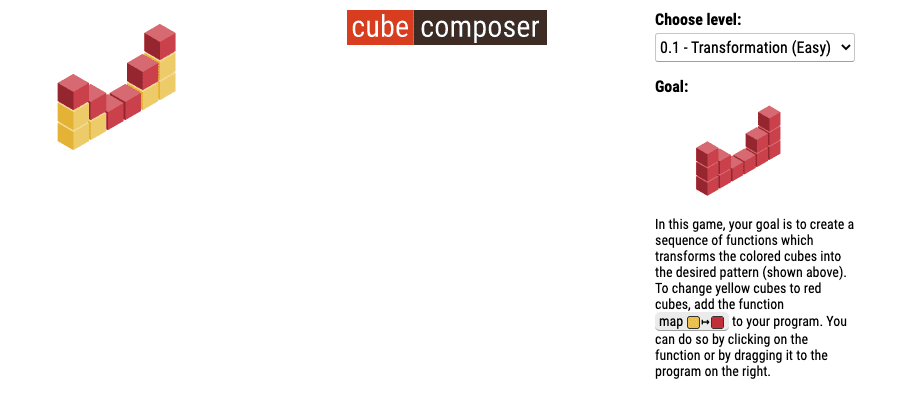 cube composer
Choose level:
0.1 - Transformation (Easy)
Goal:
In this game, your goal is to create a
sequence of functions which
transforms the colored cubes into
the desired pattern (shown above).
To change yellow cubes to red
cubes, add the function
map ↦ to your program. You
can do so by clicking on the
function or by dragging it to the
program on the right.